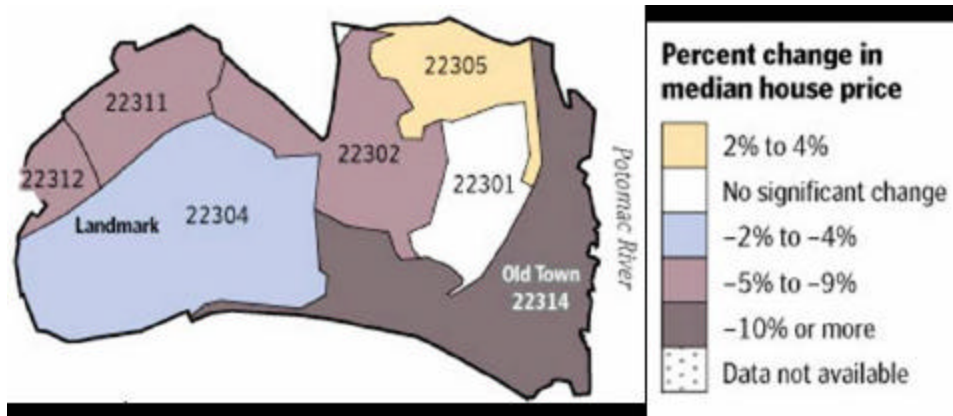 22305
22311
22302
22312
22301
Landmark 22304
Old Town
22314
Potomac River
Percent change in
median house price
2% to 4%
No significant change
–2% to –4%
–5% to –9%
–10% or more
Data not available